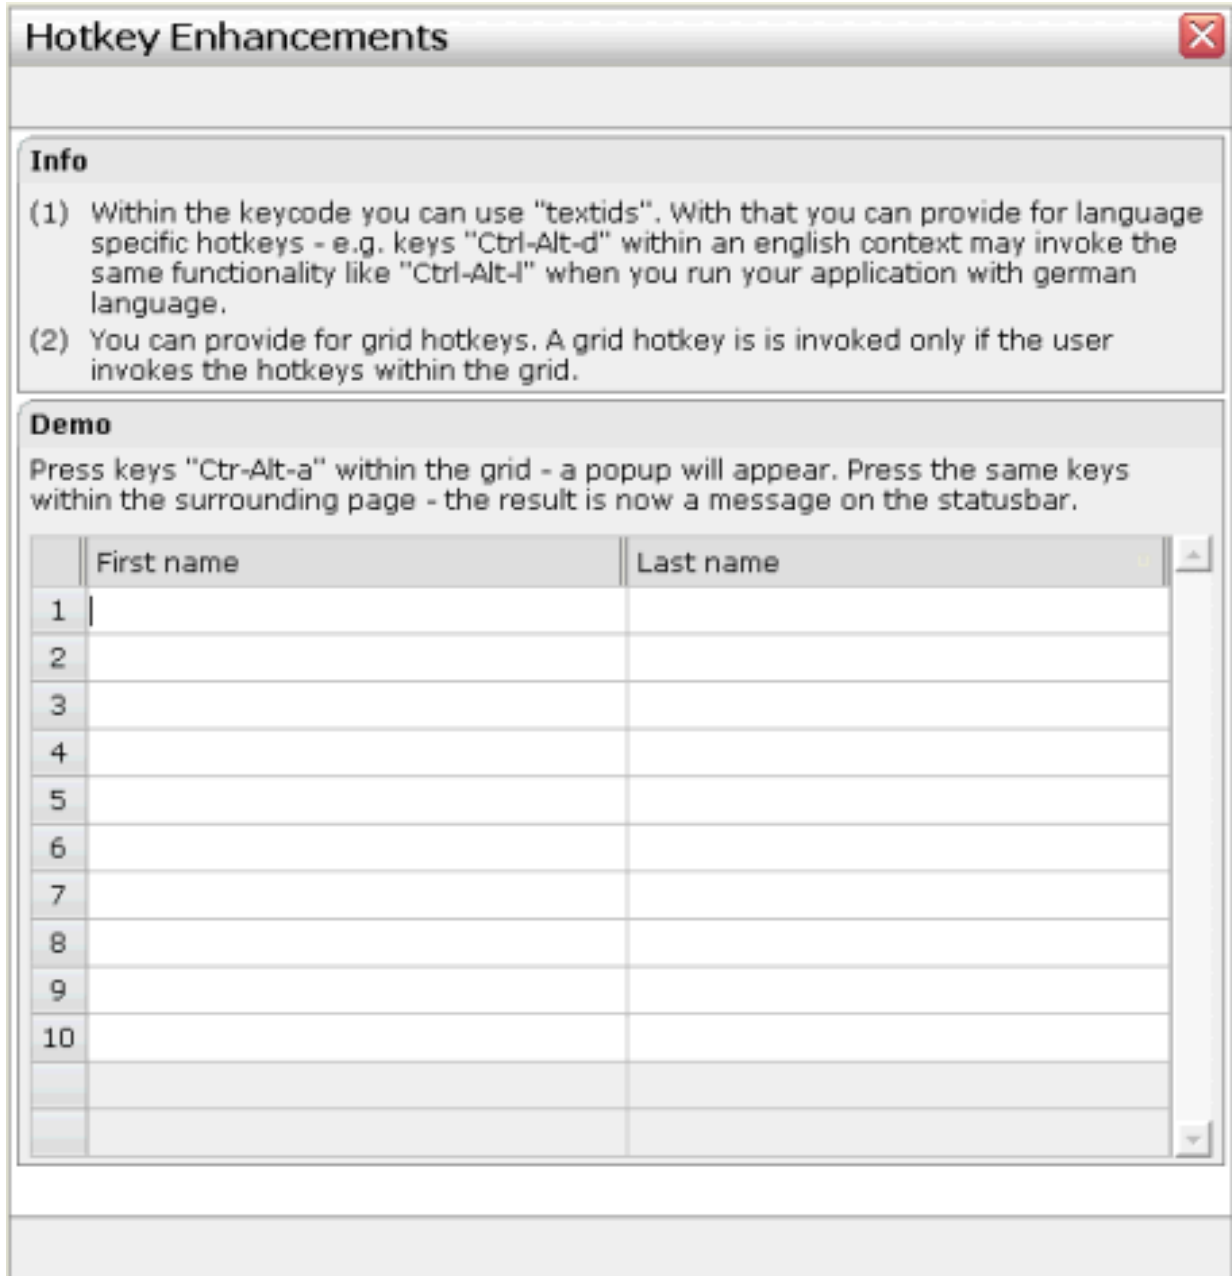 Hotkey Enhancements
Info
(1) Within the keycode you can use "textids". With that you can provide for language
specific hotkeys - e.g. keys "Ctrl-Alt-d" within an english context may invoke the
same functionality like "Ctrl-Alt-l" when you run your application with german
language.
(2) You can provide for grid hotkeys. A grid hotkey is is invoked only if the user
invokes the hotkeys within the grid.
Demo
Press keys "Ctr-Alt-a" within the grid - a popup will appear. Press the same keys
within the surrounding page - the result is now a message on the statusbar.
First name Last name
1
2
3
4
5
6
7
8
9
10